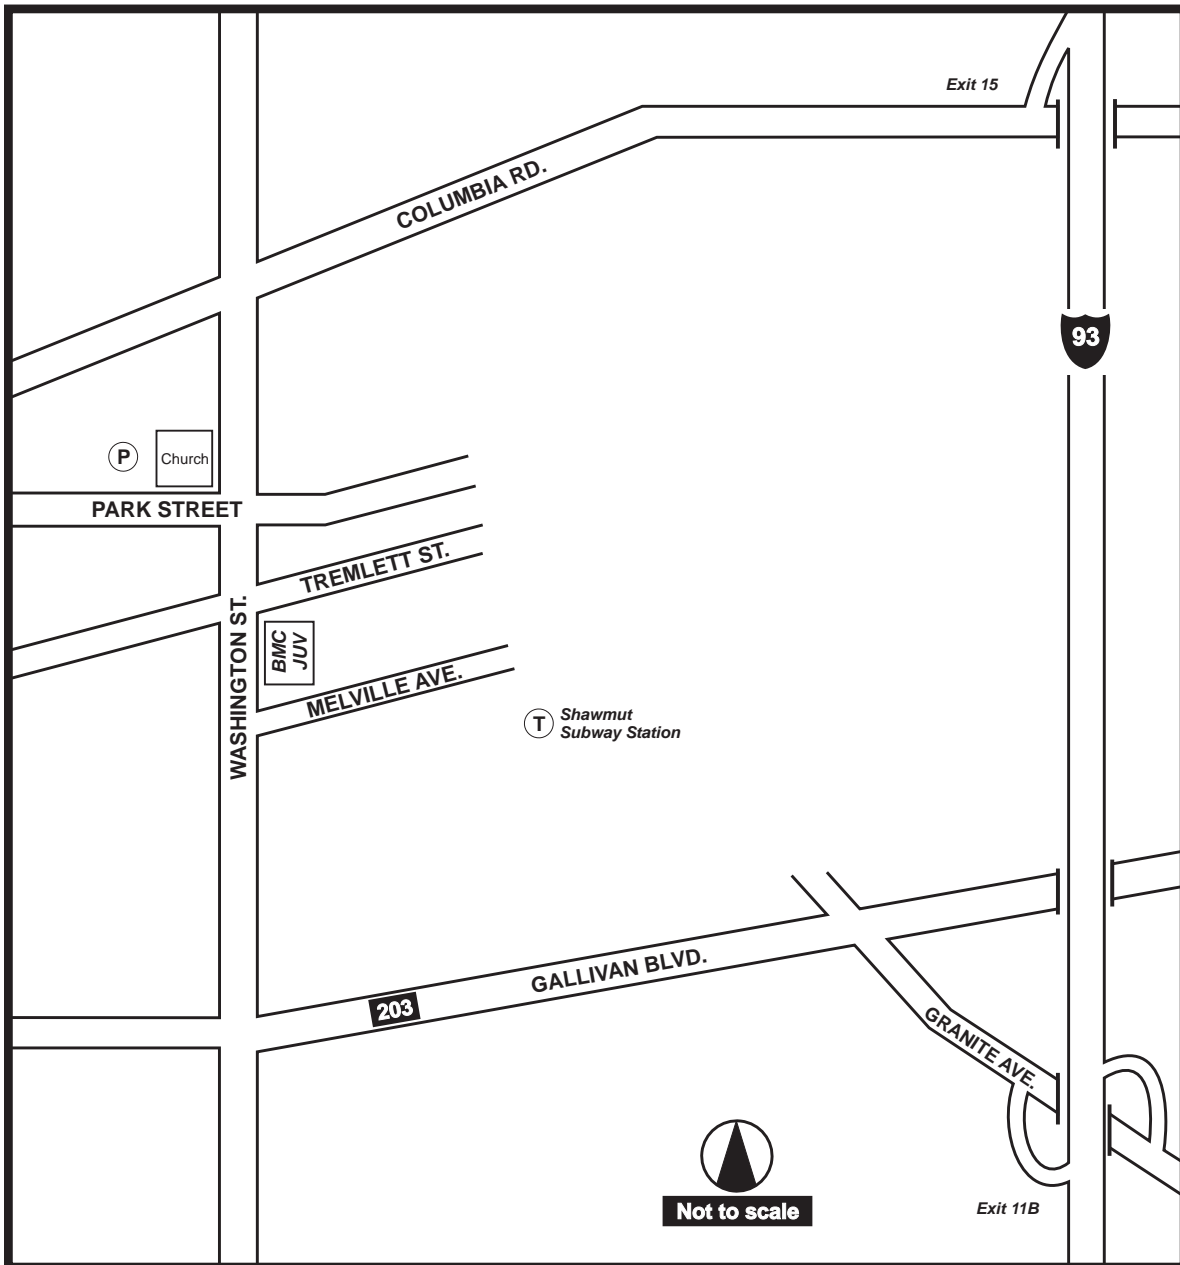 Exit 15
COLUMBIA RD.
93
P
Church
PARK STREET
TREMLETT ST.
WASHINGTON ST.
BMC
JUV
MELVILLE AVE.
T
Shawmut
Subway Station
GALLIVAN BLVD.
203
GRANITE AVE.
Not to scale
Exit 11B